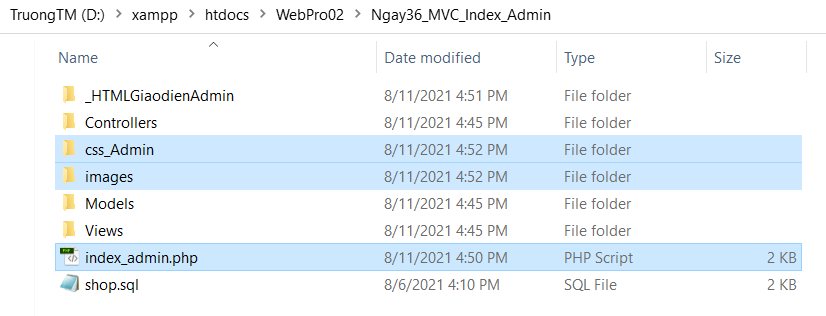 TruongTM (D:) > xampp > htdocs > WebPro02 > Ngay36_MVC_Index_Admin
Name Date modified Type Size
_HTMLGiaodienAdmin 8/11/2021 4:51 PM File folder
Controllers 8/11/2021 4:45 PM File folder
css_Admin 8/11/2021 4:52 PM File folder
images 8/11/2021 4:52 PM File folder
Models 8/11/2021 4:45 PM File folder
Views 8/11/2021 4:45 PM File folder
index_admin.php 8/11/2021 4:50 PM PHP Script 2 KB
shop.sql 8/6/2021 4:10 PM SQL File 2 KB